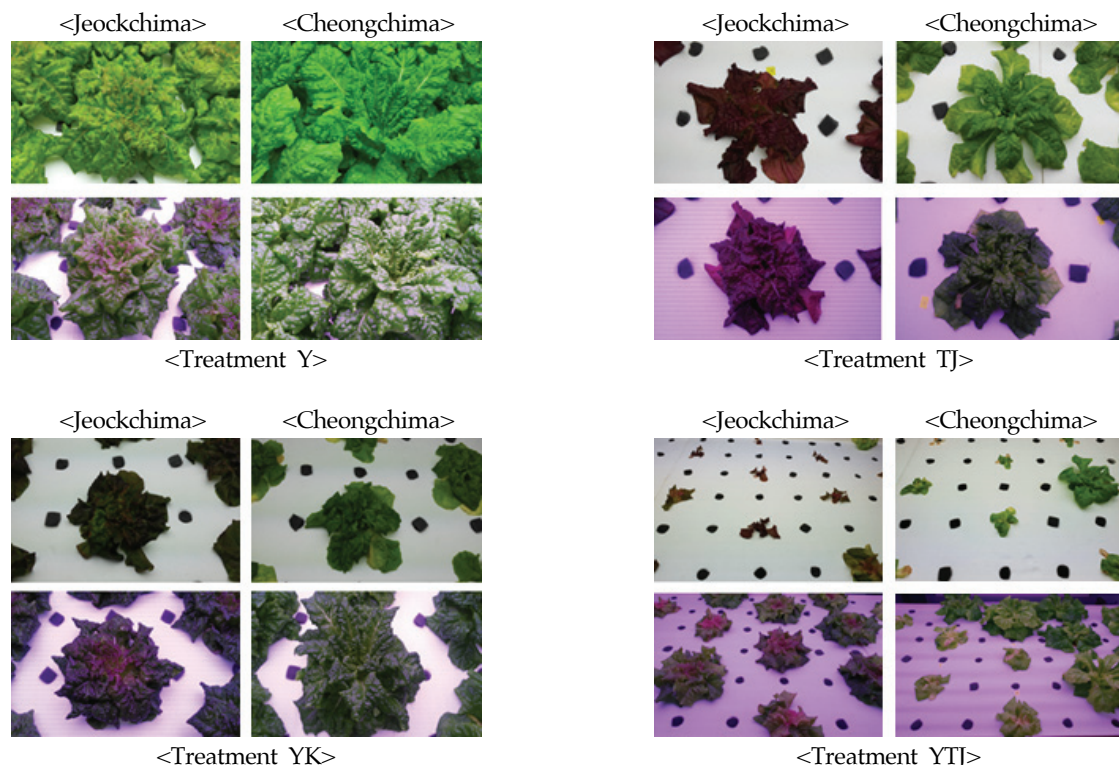 <Jeockchima> <Cheongchima> <Jeockchima> <Cheongchima>
<Treatment Y> <Treatment TJ>
<Jeockchima> <Cheongchima> <Jeockchima> <Cheongchima>
<Treatment YK> <Treatment YTJ>